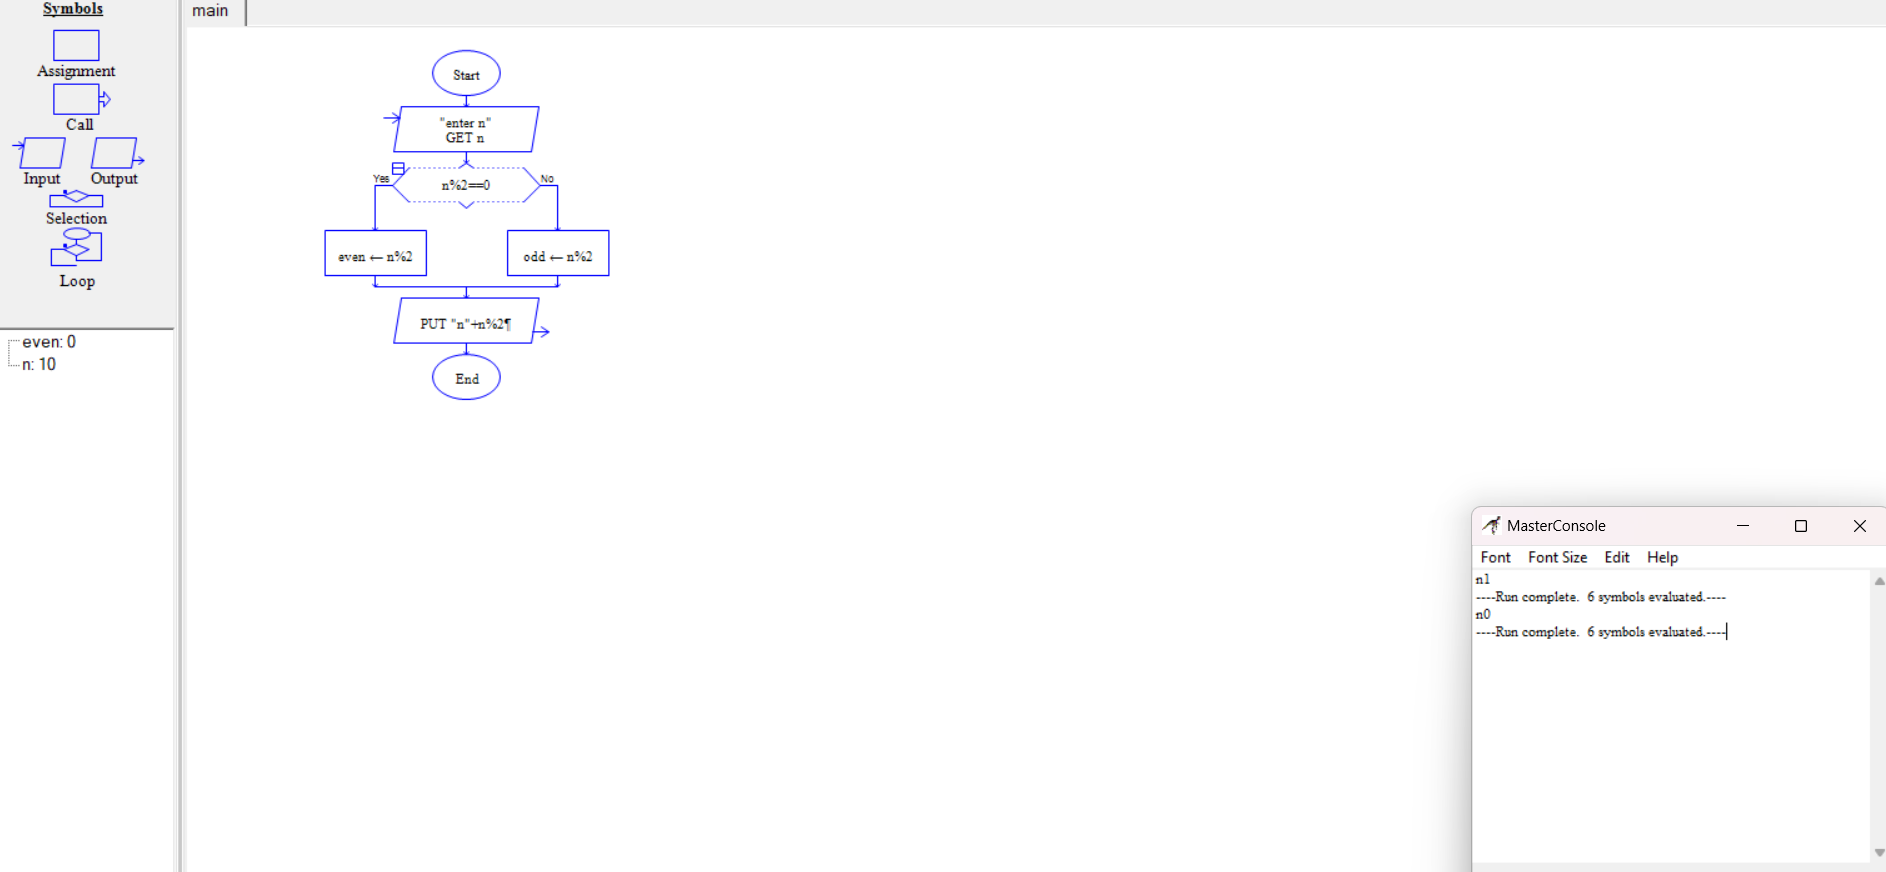 Symbols
Assignment
Call
Input Output
Selection
Loop
even: 0
n: 10
main
Start
"enter n"
GET n
Yes
n%2==0
No
even ← n%2
odd ← n%2
PUT "n"+n%2¶
End
MasterConsole
Font Font Size Edit Help
n1
----Run complete.  6 symbols evaluated.----
n0
----Run complete.  6 symbols evaluated.----